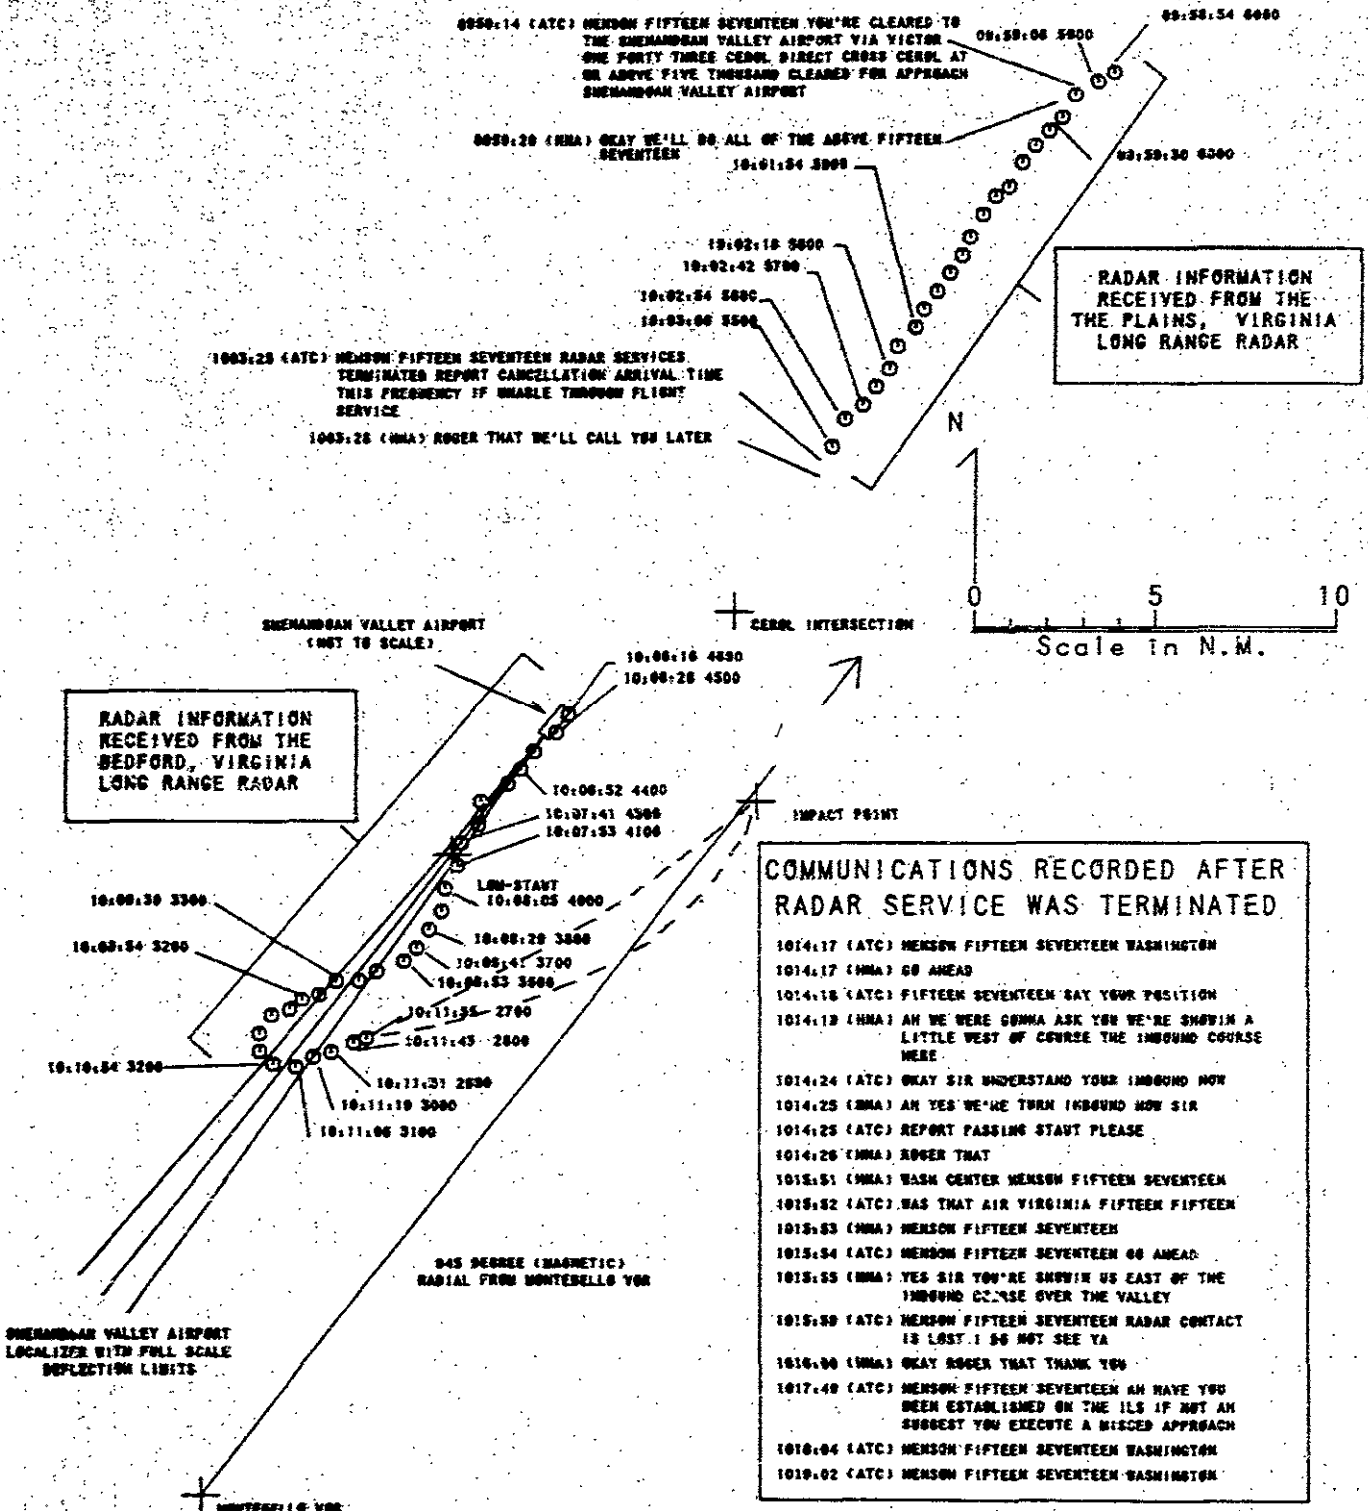 0959:14 (ATC) HENSON FIFTEEN SEVENTEEN YOU'RE CLEARED TO
THE SHENANDOAH VALLEY AIRPORT VIA VICTOR
ONE FORTY THREE CEROL DIRECT CROSS CEROL AT
OR ABOVE FIVE THOUSAND CLEARED FOR APPROACH
SHENANDOAH VALLEY AIRPORT
09:58:54 6000
09:59:06 5900
0959:20 (HNA) OKAY WE'LL DO ALL OF THE ABOVE FIFTEEN
SEVENTEEN
09:59:30 6300
10:01:54
10:02:18
10:02:42 5700
10:02:54 5600
10:03:06 5500
RADAR INFORMATION
RECEIVED FROM THE
THE PLAINS, VIRGINIA
LONG RANGE RADAR
1003:25 (ATC) HENSON FIFTEEN SEVENTEEN RADAR SERVICES
TERMINATED REPORT CANCELLATION ARRIVAL TIME
THIS FREQUENCY IF UNABLE THROUGH FLIGHT
SERVICE
1003:28 (HNA) ROGER THAT WE'LL CALL YOU LATER
N
0 5 10
Scale in N.M.
SHENANDOAH VALLEY AIRPORT
(NOT TO SCALE)
CEROL INTERSECTION
10:06:16
10:06:28 4500
RADAR INFORMATION
RECEIVED FROM THE
BEDFORD, VIRGINIA
LONG RANGE RADAR
10:06:52 4400
10:07:41 4300
10:07:53 4100
IMPACT POINT
LOM-STAUT
10:08:05 4000
10:08:29 3800
10:08:41 3700
10:08:53 3600
3300
3200
10:11:55 2700
10:11:43 2800
10:10:54 3200
10:11:31
10:11:19 3000
10:11:06 3100
045 DEGREE (MAGNETIC)
RADIAL FROM MONTEBELLO VOR
SHENANDOAH VALLEY AIRPORT
LOCALIZER WITH FULL SCALE
DEFLECTION LIMITS
MONTEBELLO VOR
COMMUNICATIONS RECORDED AFTER
RADAR SERVICE WAS TERMINATED
1014:17 (ATC) HENSON FIFTEEN SEVENTEEN WASHINGTON
1014:17 (HNA) GO AHEAD
1014:18 (ATC) FIFTEEN SEVENTEEN SAY YOUR POSITION
1014:19 (HNA) AH WE WERE GONNA ASK YOU WE'RE SHOWIN A
LITTLE WEST OF COURSE THE INBOUND COURSE
HERE
1014:24 (ATC) OKAY SIR UNDERSTAND YOUR INBOUND NOW
1014:25 (HNA) AH YES WE'RE TURN INBOUND NOW SIR
1014:25 (ATC) REPORT PASSING STAUT PLEASE
1014:26 (HNA) ROGER THAT
1015:51 (HNA) WASH CENTER HENSON FIFTEEN SEVENTEEN
1015:52 (ATC) WAS THAT AIR VIRGINIA FIFTEEN FIFTEEN
1015:53 (HNA) HENSON FIFTEEN SEVENTEEN
1015:54 (ATC) HENSON FIFTEEN SEVENTEEN GO AHEAD
1015:55 (HNA) YES SIR YOU'RE SHOWIN US EAST OF THE
INBOUND COURSE OVER THE VALLEY
1015:59 (ATC) HENSON FIFTEEN SEVENTEEN RADAR CONTACT
IS LOST I DO NOT SEE YA
1016:00 (HNA) OKAY ROGER THAT THANK YOU
1017:49 (ATC) HENSON FIFTEEN SEVENTEEN AH HAVE YOU
BEEN ESTABLISHED ON THE ILS IF NOT AH
SUGGEST YOU EXECUTE A MISSED APPROACH
1018:04 (ATC) HENSON FIFTEEN SEVENTEEN WASHINGTON
1019:02 (ATC) HENSON FIFTEEN SEVENTEEN WASHINGTON